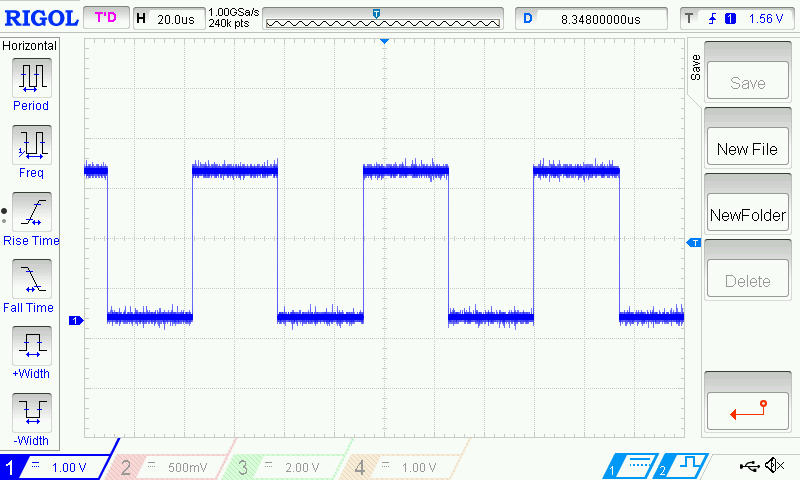 RIGOL T'D H 20.0us 1.00GSa/s 240k pts T D 8.34800000us T 1 1.56 V
Horizontal
Period
Freq
Rise Time
Fall Time
+Width
-Width
1
T
Save
Save
New File
NewFolder
Delete
1 1.00 V 2 500mV 3 2.00 V 4 1.00 V 1 2